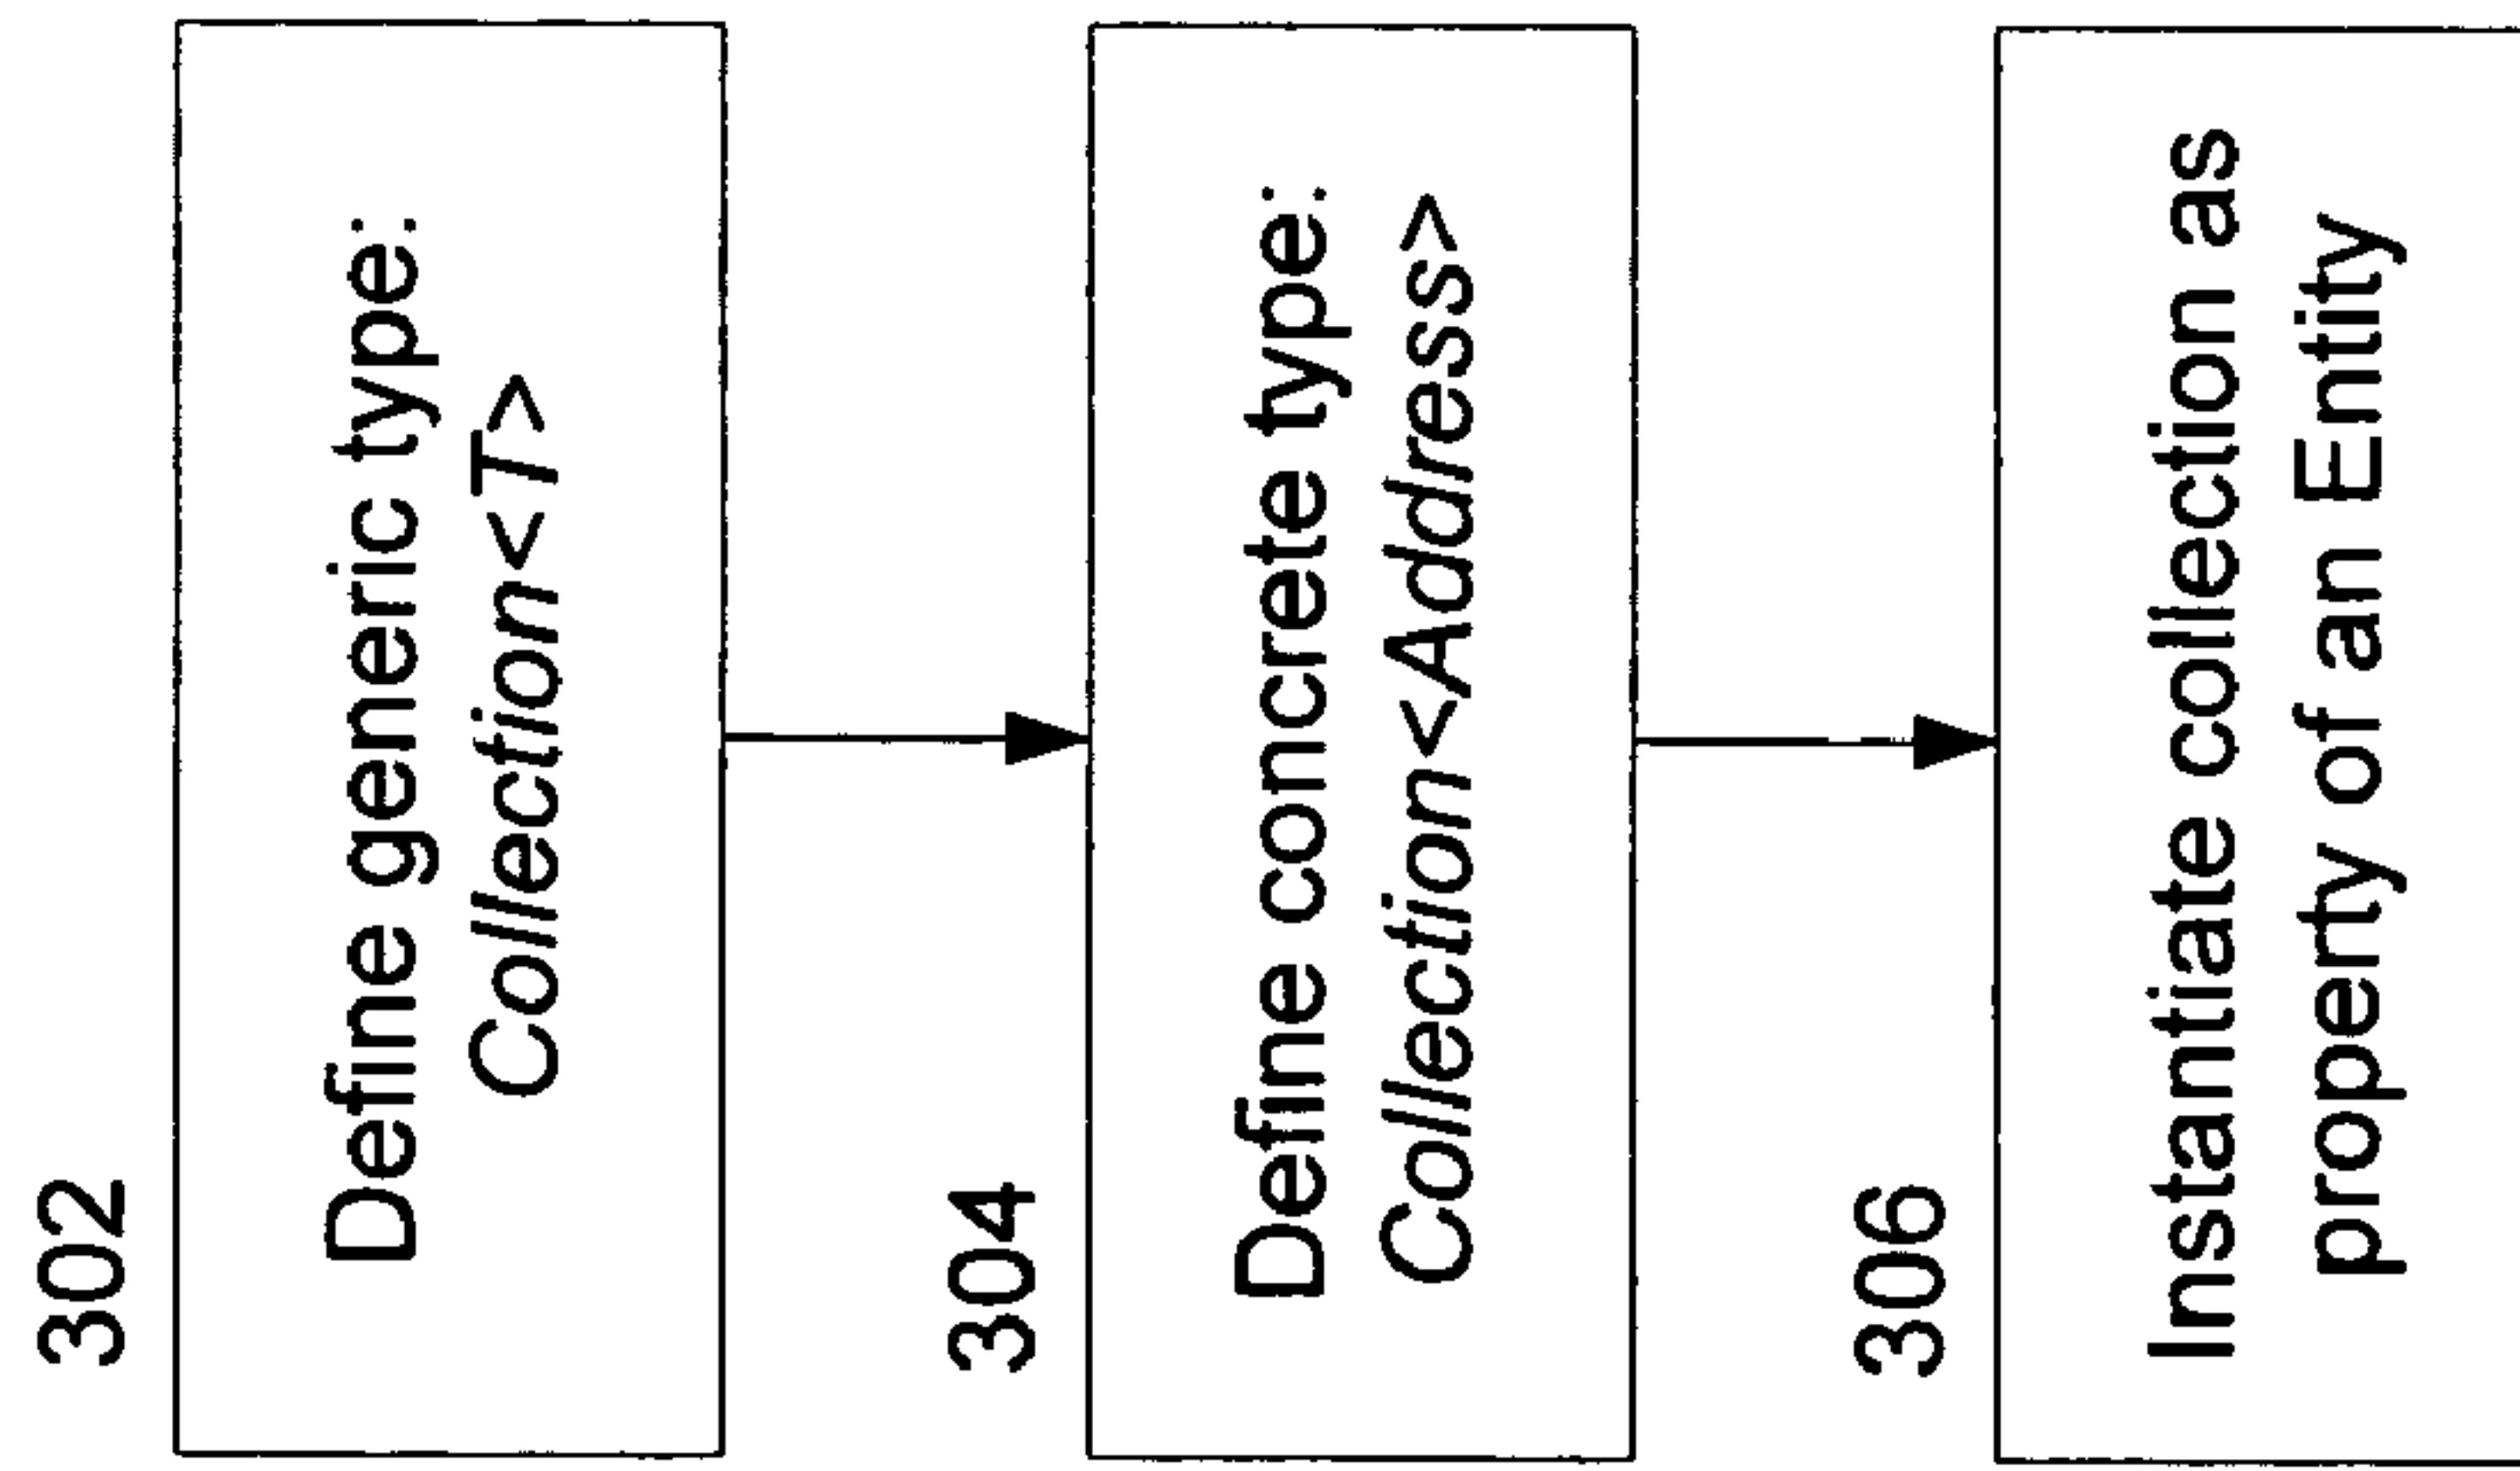 302
Define generic type:
Collection<T>
304
Define concrete type:
Collection<Address>
306
Instantiate collection as
property of an Entity